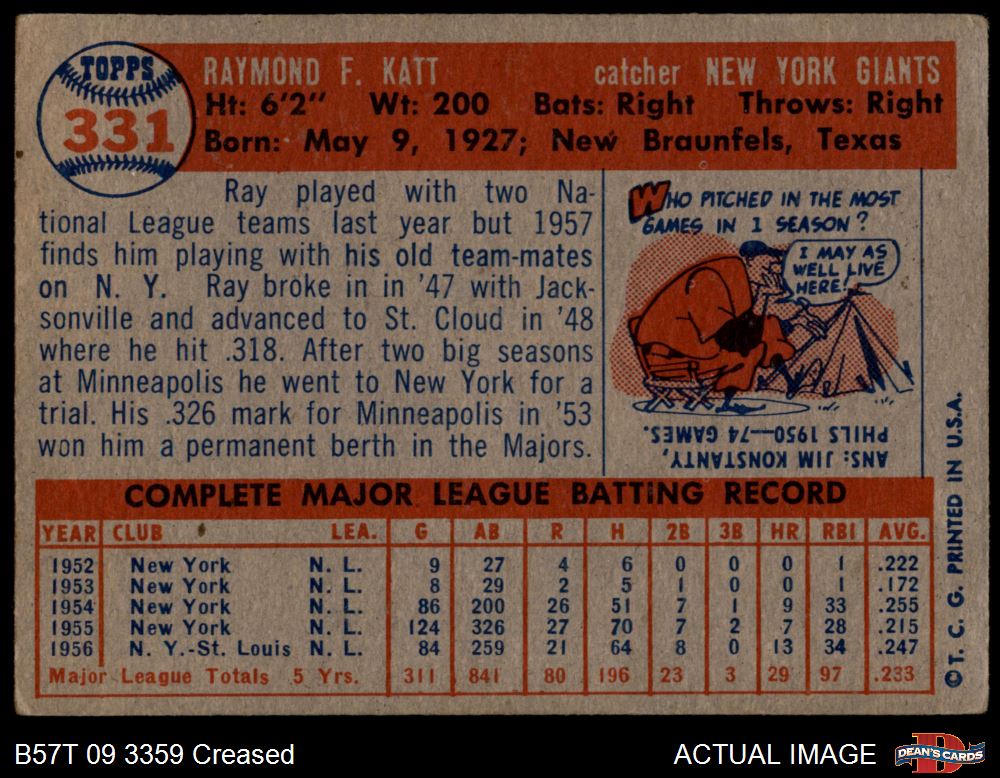 TOPPS
331
RAYMOND F. KATT catcher NEW YORK GIANTS
Ht: 6'2" Wt: 200 Bats: Right Throws: Right
Born: May 9, 1927; New Braunfels, Texas
Ray played with two Na-
tional League teams last year but 1957
finds him playing with his old team-mates
on N. Y. Ray broke in in '47 with Jack-
sonville and advanced to St. Cloud in '48
where he hit .318. After two big seasons
at Minneapolis he went to New York for a
trial. His .326 mark for Minneapolis in '53
won him a permanent berth in the Majors.
WHO PITCHED IN THE MOST
GAMES IN 1 SEASON?
I MAY AS
WELL LIVE
HERE!
ANS: JIM KONSTANTY,
PHILS 1950—74 GAMES.
COMPLETE MAJOR LEAGUE BATTING RECORD
YEAR CLUB LEA. G AB R H 2B 3B HR RBI AVG.
1952 New York N. L. 9 27 4 6 0 0 0 1 .222
1953 New York N. L. 8 29 2 5 1 0 0 1 .172
1954 New York N. L. 86 200 26 51 7 1 9 33 .255
1955 New York N. L. 124 326 27 70 7 2 7 28 .215
1956 N. Y.-St. Louis N. L. 84 259 21 64 8 0 13 34 .247
Major League Totals 5 Yrs. 311 841 80 196 23 3 29 97 .233
©T. C. G. PRINTED IN U.S.A.
B57T 09 3359 Creased
ACTUAL IMAGE
DEAN'S CARDS